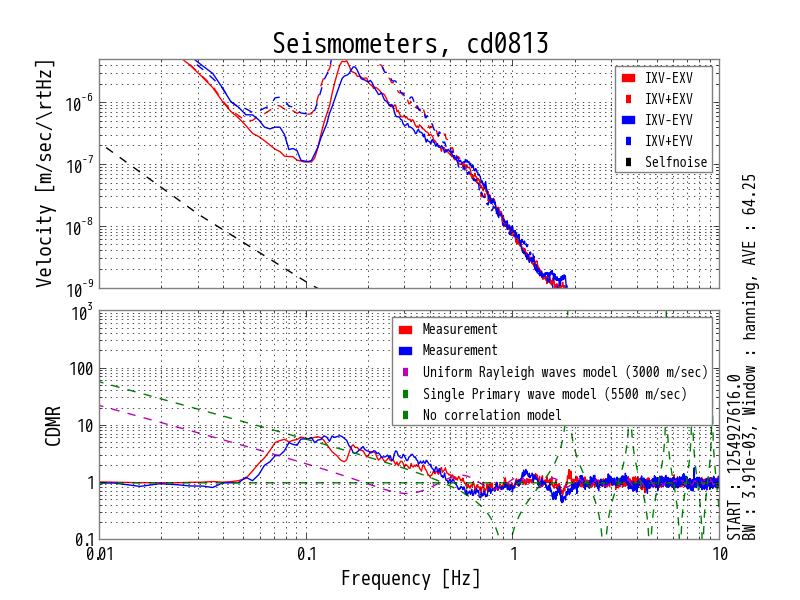 Seismometers, cd0813
Velocity [m/sec/\rtHz]
10^-6
10^-7
10^-8
10^-9
IXV-EXV
IXV+EXV
IXV-EYV
IXV+EYV
Selfnoise
CDMR
10^3
100
10
1
0.1
Measurement
Measurement
Uniform Rayleigh waves model (3000 m/sec)
Single Primary wave model (5500 m/sec)
No correlation model
0.01
0.1
1
10
Frequency [Hz]
START : 1254927616.0
BW : 3.91e-03, Window : hanning, AVE : 64.25